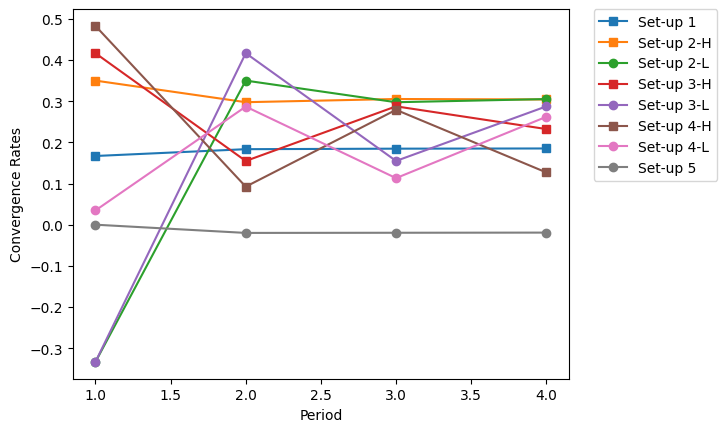 0.5
0.4
0.3
0.2
0.1
0.0
−0.1
−0.2
−0.3
Convergence Rates
1.0 1.5 2.0 2.5 3.0 3.5 4.0
Period
Set-up 1
Set-up 2-H
Set-up 2-L
Set-up 3-H
Set-up 3-L
Set-up 4-H
Set-up 4-L
Set-up 5